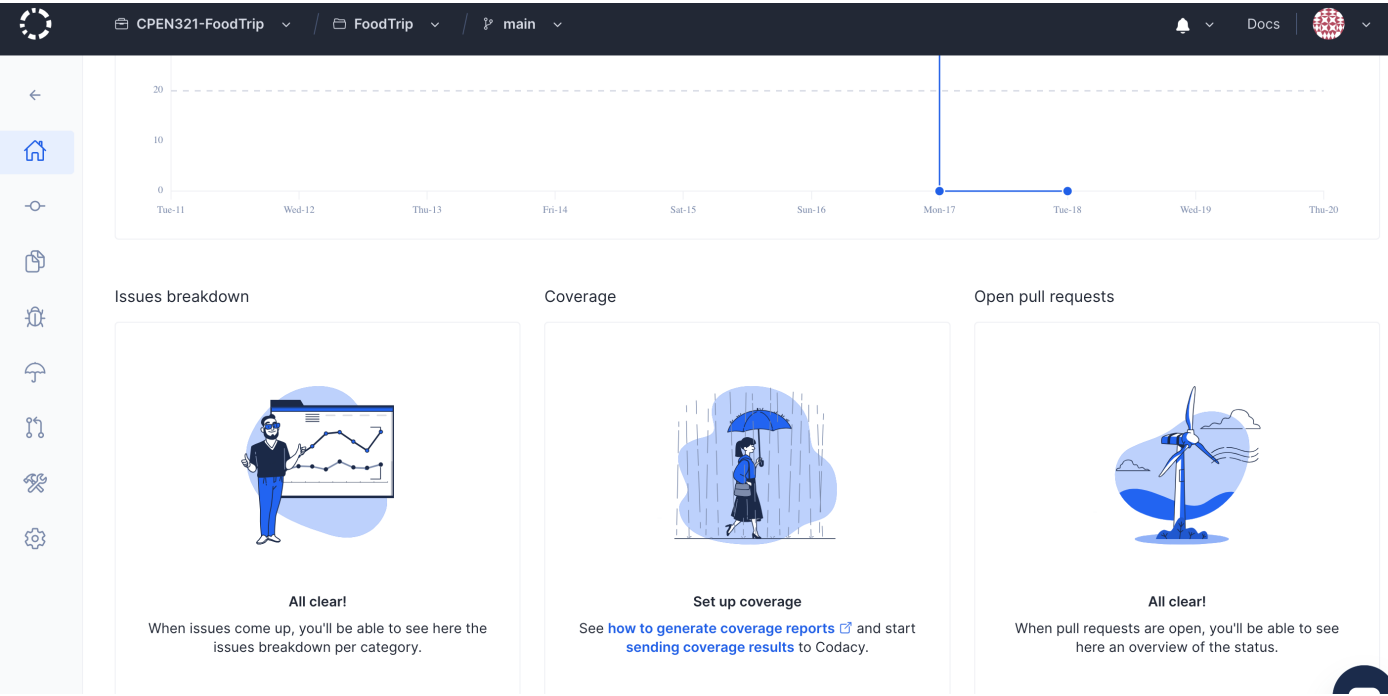 CPEN321-FoodTrip / FoodTrip / main Docs
20
10
0
Tue-11 Wed-12 Thu-13 Fri-14 Sat-15 Sun-16 Mon-17 Tue-18 Wed-19 Thu-20
Issues breakdown
All clear!
When issues come up, you'll be able to see here the
issues breakdown per category.
Coverage
Set up coverage
See how to generate coverage reports and start
sending coverage results to Codacy.
Open pull requests
All clear!
When pull requests are open, you'll be able to see
here an overview of the status.